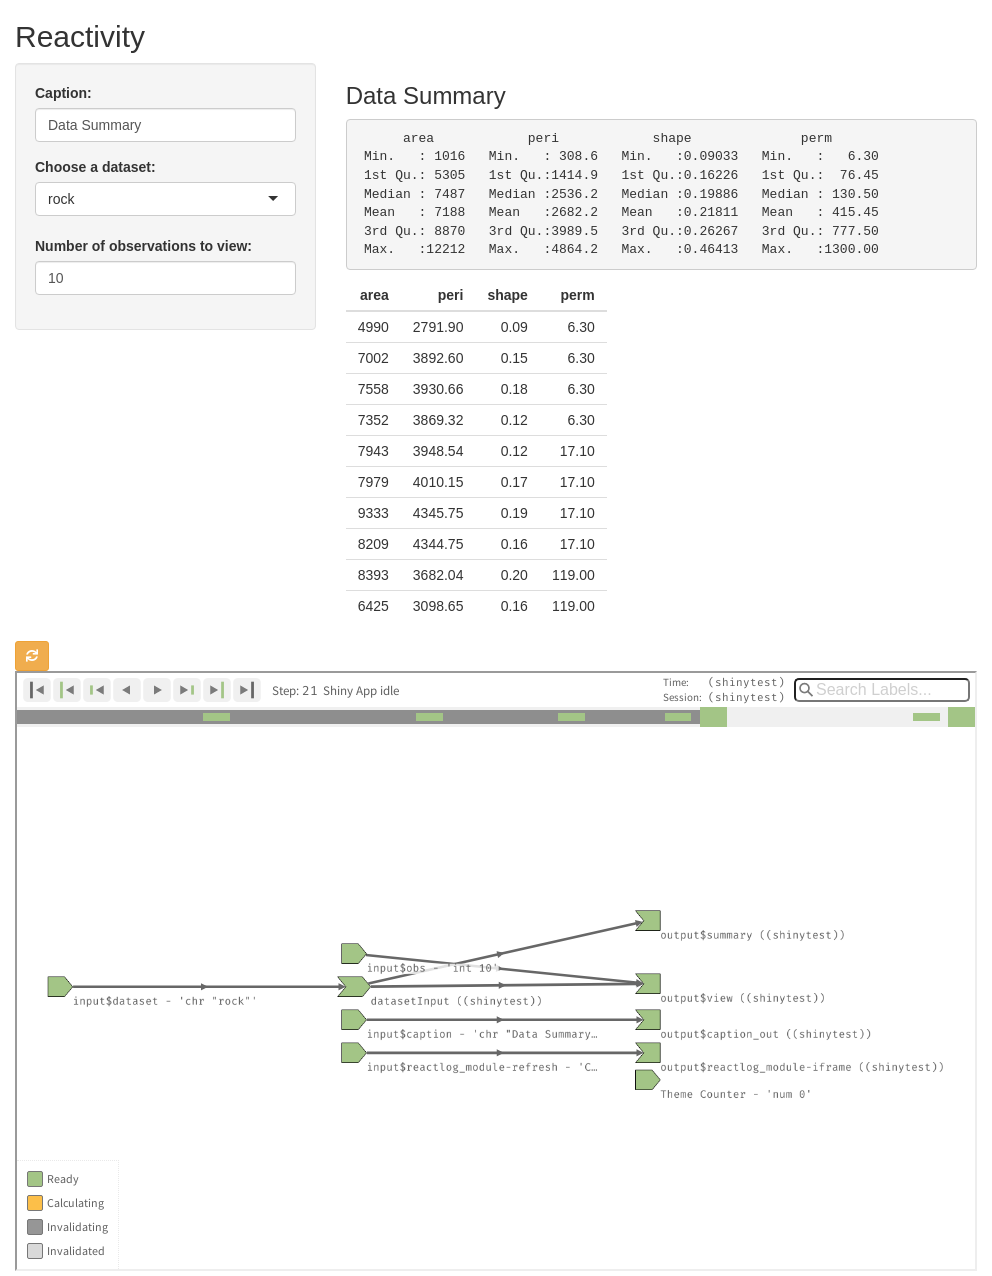 Reactivity
Caption:
Data Summary
Choose a dataset:
rock
Number of observations to view:
10
Data Summary
area peri shape perm
Min. : 1016 Min. : 308.6 Min. :0.09033 Min. : 6.30
1st Qu.: 5305 1st Qu.:1414.9 1st Qu.:0.16226 1st Qu.: 76.45
Median : 7487 Median :2536.2 Median :0.19886 Median : 130.50
Mean : 7188 Mean :2682.2 Mean :0.21811 Mean : 415.45
3rd Qu.: 8870 3rd Qu.:3989.5 3rd Qu.:0.26267 3rd Qu.: 777.50
Max. :12212 Max. :4864.2 Max. :0.46413 Max. :1300.00
area peri shape perm
4990 2791.90 0.09 6.30
7002 3892.60 0.15 6.30
7558 3930.66 0.18 6.30
7352 3869.32 0.12 6.30
7943 3948.54 0.12 17.10
7979 4010.15 0.17 17.10
9333 4345.75 0.19 17.10
8209 4344.75 0.16 17.10
8393 3682.04 0.20 119.00
6425 3098.65 0.16 119.00
Step: 21 Shiny App idle
Time: (shinytest)
Session: (shinytest)
Search Labels...
output$summary ((shinytest))
input$obs - 'int 10'
input$dataset - 'chr "rock"'
datasetInput ((shinytest))
output$view ((shinytest))
input$caption - 'chr "Data Summary…
output$caption_out ((shinytest))
input$reactlog_module-refresh - 'C…
output$reactlog_module-iframe ((shinytest))
Theme Counter - 'num 0'
Ready
Calculating
Invalidating
Invalidated